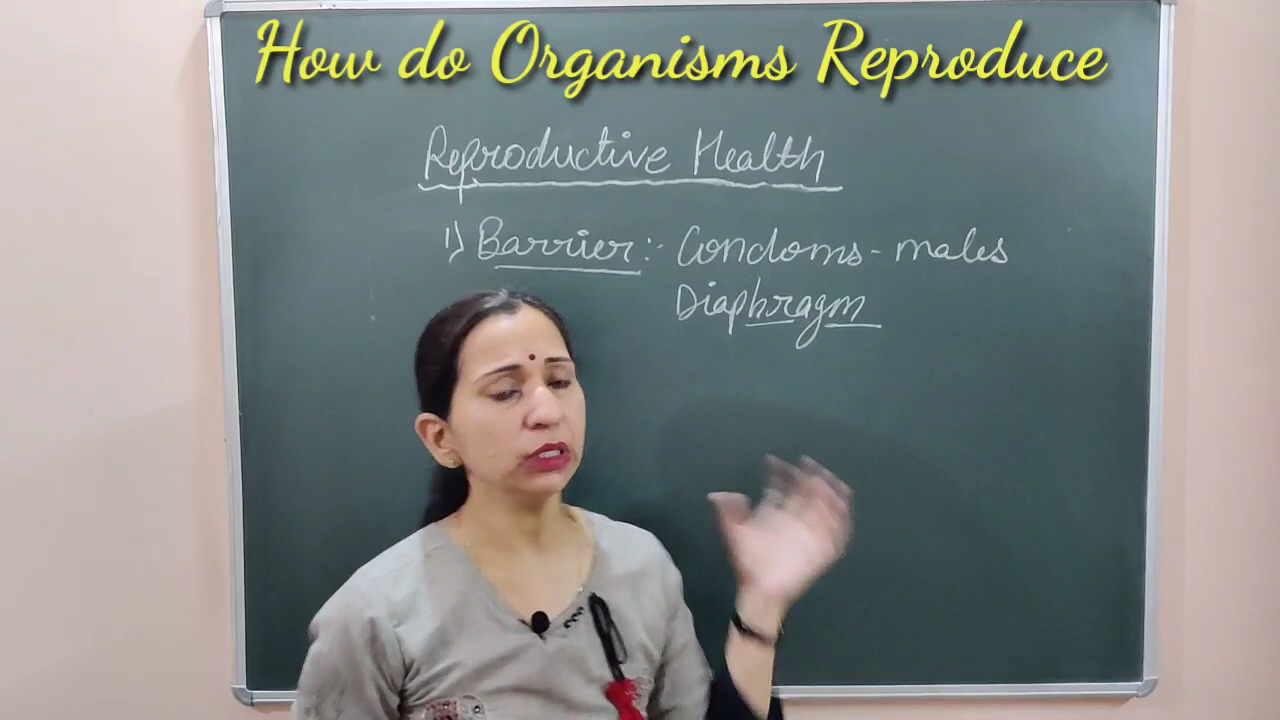 How do Organisms Reproduce
Reproductive Health
1) Barrier :- Condoms - males
Diaphragm